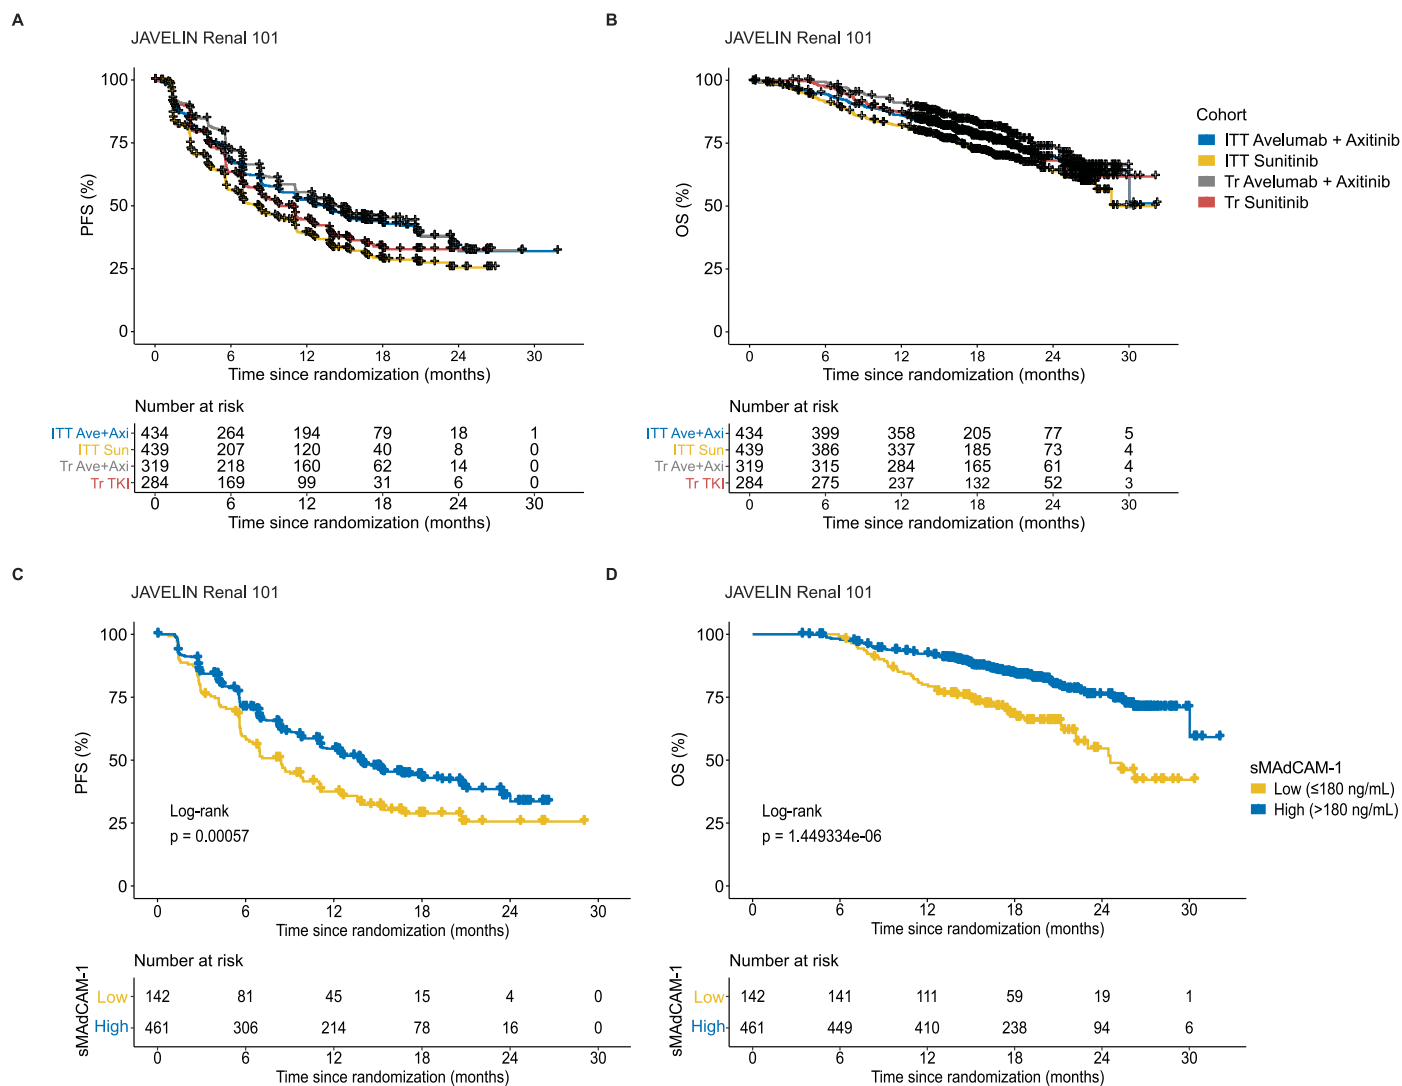 A
JAVELIN Renal 101
PFS (%)
100
75
50
25
0
0 6 12 18 24 30
Time since randomization (months)
Number at risk
ITT Ave+Axi 434 264 194 79 18 1
ITT Sun 439 207 120 40 8 0
Tr Ave+Axi 319 218 160 62 14 0
Tr TKI 284 169 99 31 6 0
0 6 12 18 24 30
Time since randomization (months)
B
JAVELIN Renal 101
OS (%)
100
75
50
25
0
0 6 12 18 24 30
Time since randomization (months)
Cohort
ITT Avelumab + Axitinib
ITT Sunitinib
Tr Avelumab + Axitinib
Tr Sunitinib
Number at risk
ITT Ave+Axi 434 399 358 205 77 5
ITT Sun 439 386 337 185 73 4
Tr Ave+Axi 319 315 284 165 61 4
Tr TKI 284 275 237 132 52 3
0 6 12 18 24 30
Time since randomization (months)
C
JAVELIN Renal 101
PFS (%)
100
75
50
25
0
Log-rank
p = 0.00057
0 6 12 18 24 30
Time since randomization (months)
Number at risk
sMAdCAM-1
Low 142 81 45 15 4 0
High 461 306 214 78 16 0
0 6 12 18 24 30
Time since randomization (months)
D
JAVELIN Renal 101
OS (%)
100
75
50
25
0
Log-rank
p = 1.449334e-06
0 6 12 18 24 30
Time since randomization (months)
sMAdCAM-1
Low (≤180 ng/mL)
High (>180 ng/mL)
Number at risk
sMAdCAM-1
Low 142 141 111 59 19 1
High 461 449 410 238 94 6
0 6 12 18 24 30
Time since randomization (months)